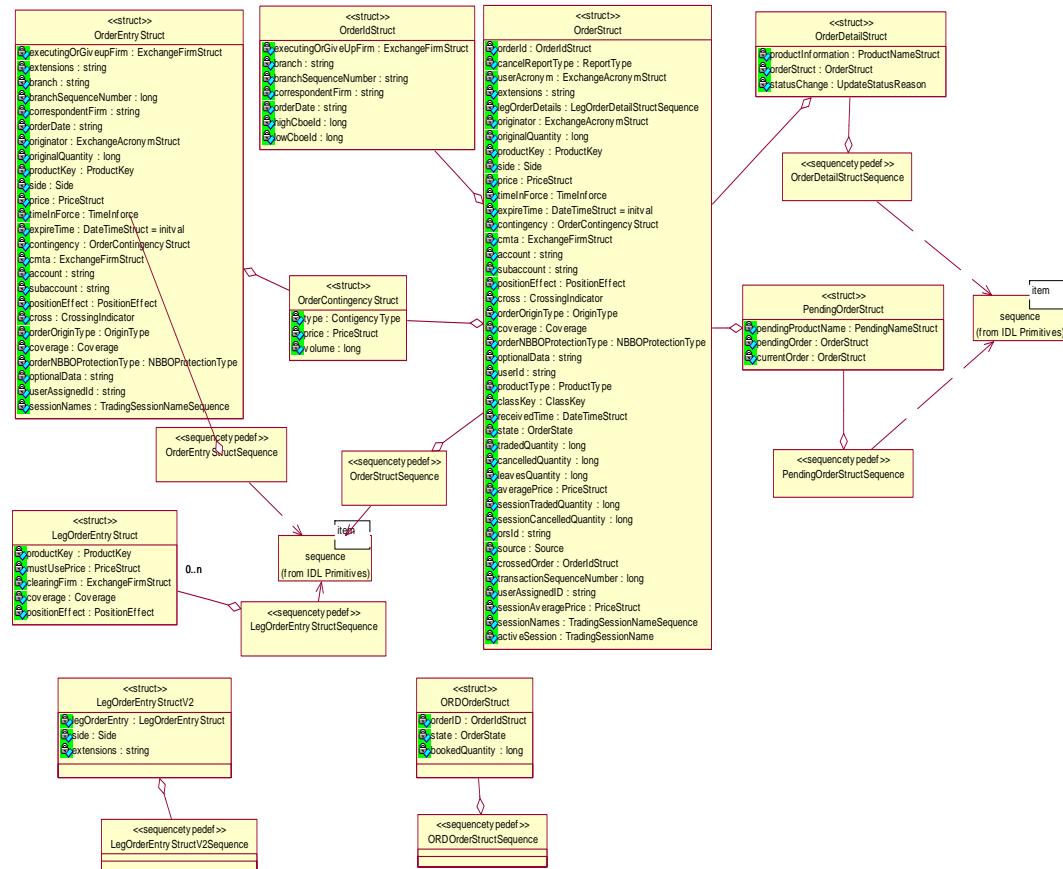 <<struct>>
OrderEntryStruct
executingOrGiveupFirm : ExchangeFirmStruct
extensions : string
branch : string
branchSequenceNumber : long
correspondentFirm : string
orderDate : string
originator : ExchangeAcronymStruct
originalQuantity : long
productKey : ProductKey
side : Side
price : PriceStruct
timeInForce : TimeInforce
expireTime : DateTimeStruct = initval
contingency : OrderContingencyStruct
cmta : ExchangeFirmStruct
account : string
subaccount : string
positionEffect : PositionEffect
cross : CrossingIndicator
orderOriginType : OriginType
coverage : Coverage
orderNBBOProtectionType : NBBOProtectionType
optionalData : string
userAssignedId : string
sessionNames : TradingSessionNameSequence
<<struct>>
OrderIdStruct
executingOrGiveUpFirm : ExchangeFirmStruct
branch : string
branchSequenceNumber : string
correspondentFirm : string
orderDate : string
highCboeId : long
lowCboeId : long
<<struct>>
OrderStruct
orderId : OrderIdStruct
cancelReportType : ReportType
userAcronym : ExchangeAcronymStruct
extensions : string
legOrderDetails : LegOrderDetailStructSequence
originator : ExchangeAcronymStruct
originalQuantity : long
productKey : ProductKey
side : Side
price : PriceStruct
timeInForce : TimeInforce
expireTime : DateTimeStruct = initval
contingency : OrderContingencyStruct
cmta : ExchangeFirmStruct
account : string
subaccount : string
positionEffect : PositionEffect
cross : CrossingIndicator
orderOriginType : OriginType
coverage : Coverage
orderNBBOProtectionType : NBBOProtectionType
optionalData : string
userId : string
productType : ProductType
classKey : ClassKey
receivedTime : DateTimeStruct
state : OrderState
tradedQuantity : long
cancelledQuantity : long
leavesQuantity : long
averagePrice : PriceStruct
sessionTradedQuantity : long
sessionCancelledQuantity : long
orsId : string
source : Source
crossedOrder : OrderIdStruct
transactionSequenceNumber : long
userAssignedID : string
sessionAveragePrice : PriceStruct
sessionNames : TradingSessionNameSequence
activeSession : TradingSessionName
<<struct>>
OrderDetailStruct
productInformation : ProductNameStruct
orderStruct : OrderStruct
statusChange : UpdateStatusReason
<<sequencetypedef>>
OrderDetailStructSequence
item
sequence
(from IDL Primitives)
<<struct>>
PendingOrderStruct
pendingProductName : PendingNameStruct
pendingOrder : OrderStruct
currentOrder : OrderStruct
<<sequencetypedef>>
PendingOrderStructSequence
<<struct>>
OrderContingencyStruct
type : ContigencyType
price : PriceStruct
volume : long
<<sequencetypedef>>
OrderEntryStructSequence
<<sequencetypedef>>
OrderStructSequence
item
sequence
(from IDL Primitives)
<<struct>>
LegOrderEntryStruct
productKey : ProductKey
mustUsePrice : PriceStruct
clearingFirm : ExchangeFirmStruct
coverage : Coverage
positionEffect : PositionEffect
0..n
<<sequencetypedef>>
LegOrderEntryStructSequence
<<struct>>
LegOrderEntryStructV2
legOrderEntry : LegOrderEntryStruct
side : Side
extensions : string
<<sequencetypedef>>
LegOrderEntryStructV2Sequence
<<struct>>
ORDOrderStruct
orderID : OrderIdStruct
state : OrderState
bookedQuantity : long
<<sequencetypedef>>
ORDOrderStructSequence